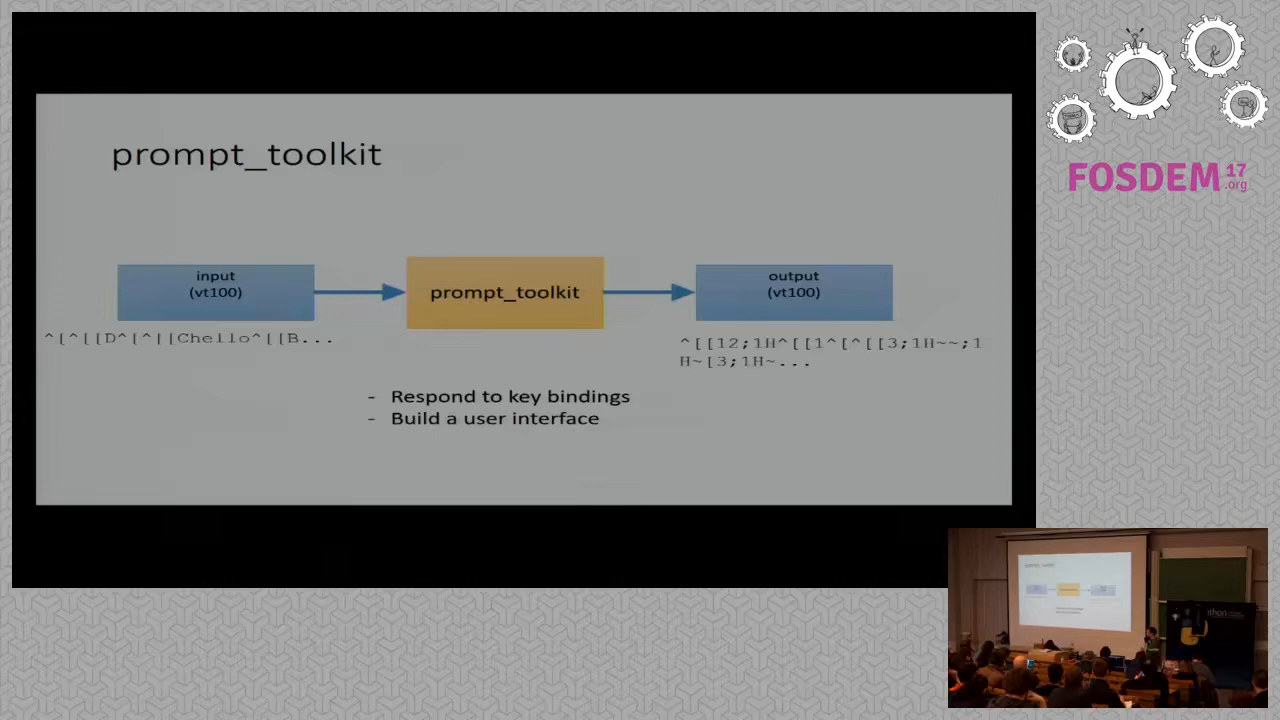 prompt_toolkit
input
(vt100)
prompt_toolkit
output
(vt100)
^[^[[D^[^[[Chello^[[B...
^[[12;1H^[[1^[^[[3;1H~~;1
H~[3;1H~...
- Respond to key bindings
- Build a user interface
FOSDEM 17
.org